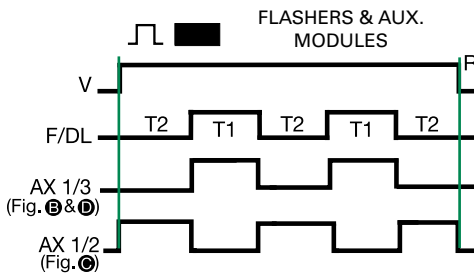 FLASHERS & AUX.
MODULES
R
V
F/DL T2 T1 T2 T1 T2
AX 1/3
(Fig. B & D)
AX 1/2
(Fig. C)